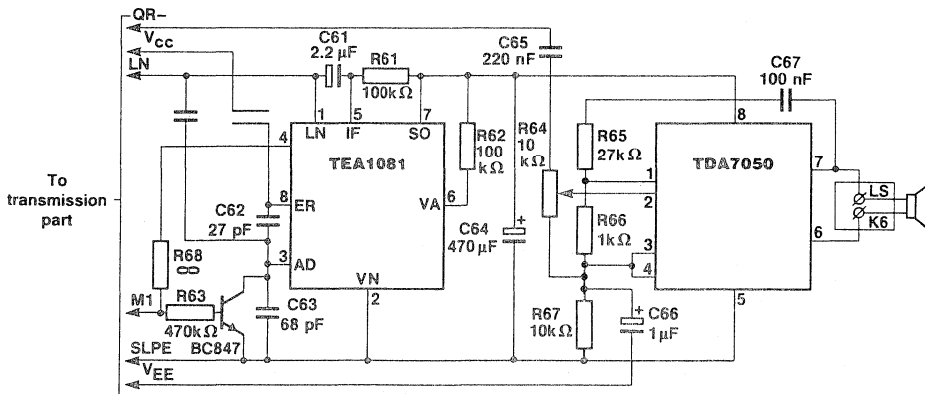 QR–
VCC
LN
C61
2.2 µF
R61
100kΩ
C65
220 nF
C67
100 nF
1
5
7
LN
IF
SO
TEA1081
4
8
ER
3
AD
VN
2
VA
6
R62
100
kΩ
C64
470 µF
+
R64
10
kΩ
R65
27kΩ
R66
1kΩ
R67
10kΩ
C66
1µF
+
TDA7050
8
1
2
3
4
7
6
5
LS
K6
To
transmission
part
C62
27 pF
R68
∞
M1
R63
470kΩ
C63
68 pF
SLPE
BC847
VEE